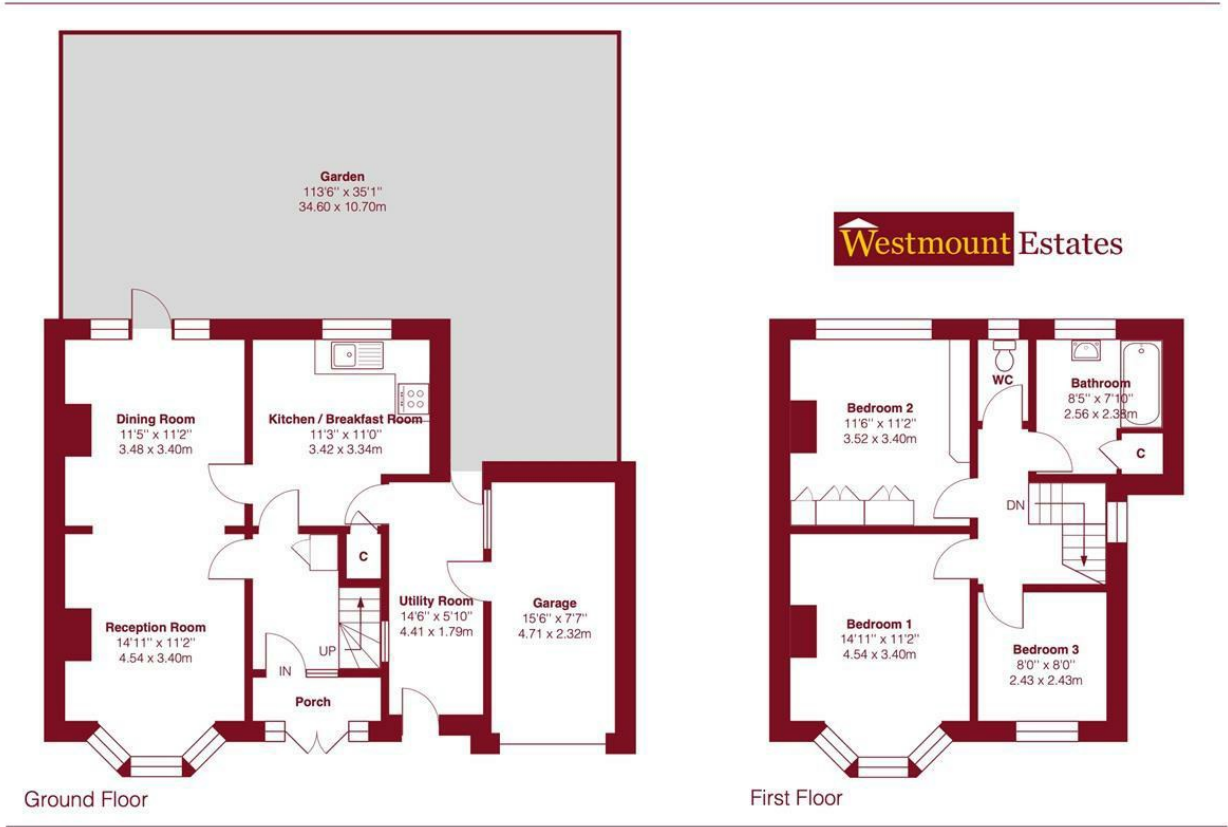 Garden
113'6'' x 35'1''
34.60 x 10.70m
Westmount Estates
Dining Room
11'5'' x 11'2''
3.48 x 3.40m
Kitchen / Breakfast Room
11'3'' x 11'0''
3.42 x 3.34m
C
Utility Room
14'6'' x 5'10''
4.41 x 1.79m
Garage
15'6'' x 7'7''
4.71 x 2.32m
Reception Room
14'11'' x 11'2''
4.54 x 3.40m
UP
IN
Porch
Ground Floor
WC
Bathroom
8'5'' x 7'10''
2.56 x 2.38m
Bedroom 2
11'6'' x 11'2''
3.52 x 3.40m
C
DN
Bedroom 1
14'11'' x 11'2''
4.54 x 3.40m
Bedroom 3
8'0'' x 8'0''
2.43 x 2.43m
First Floor